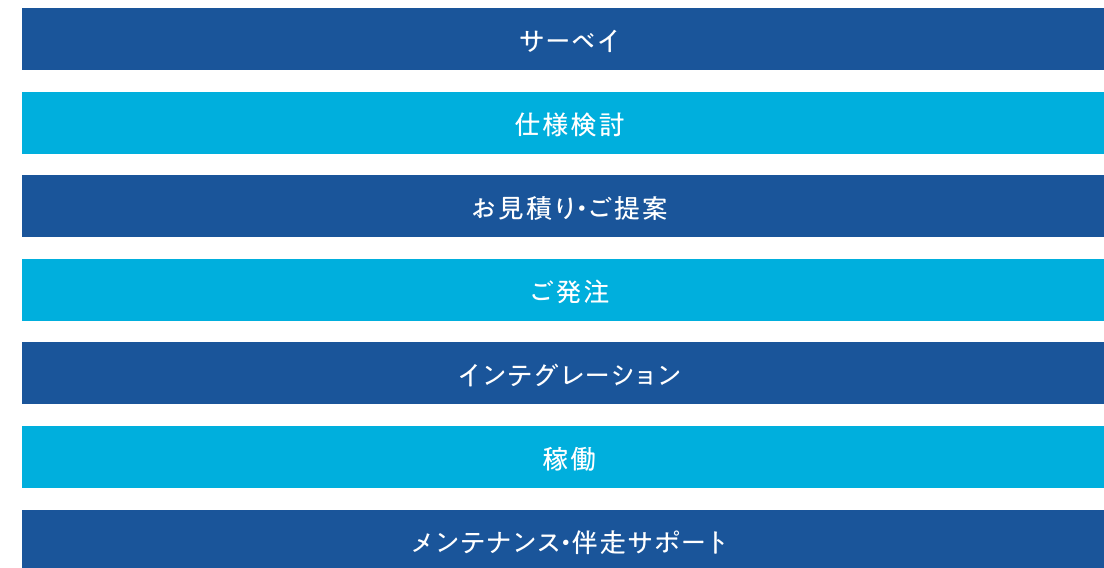 サーベイ
仕様検討
お見積り・ご提案
ご発注
インテグレーション
稼働
メンテナンス・伴走サポート